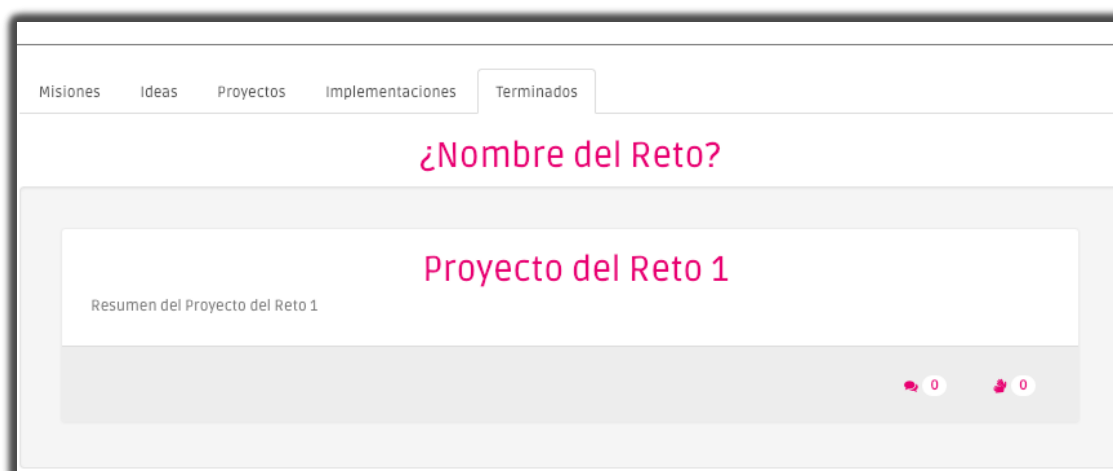 Misiones Ideas Proyectos Implementaciones Terminados
¿Nombre del Reto?
Proyecto del Reto 1
Resumen del Proyecto del Reto 1
0 0